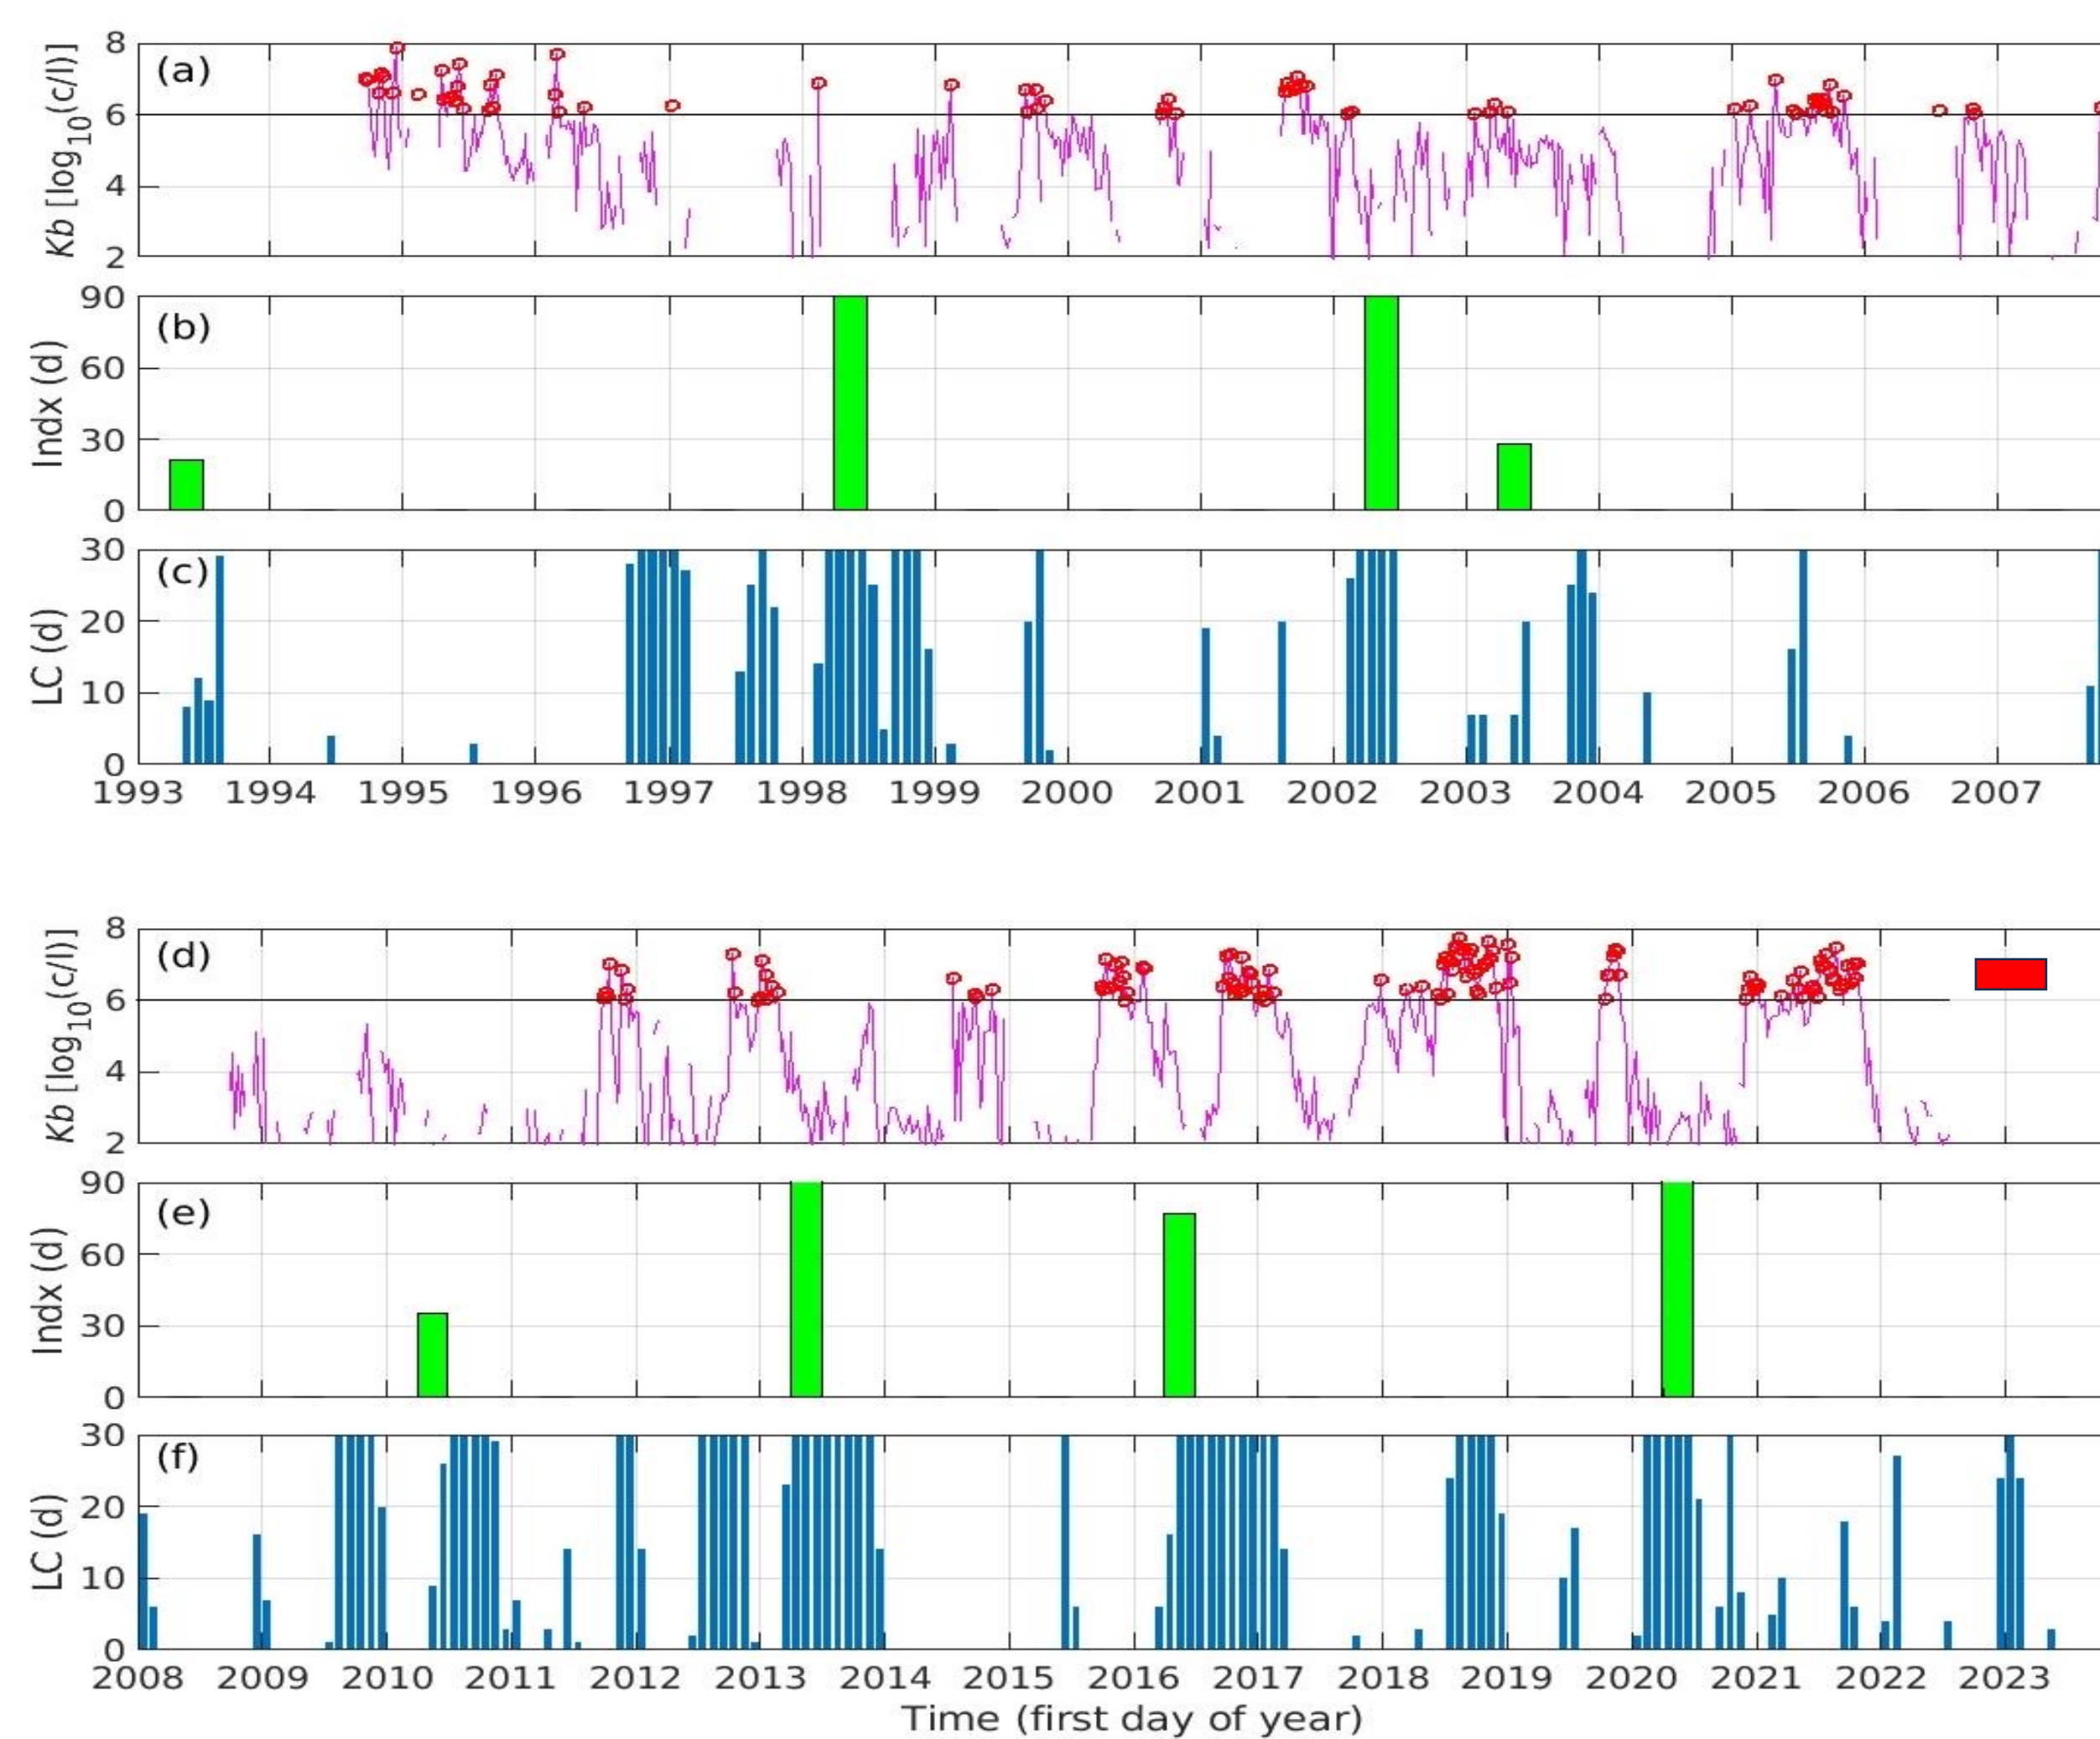 8
6
4
2
Kb [log10(c/l)]
(a)
90
60
30
0
Indx (d)
(b)
30
20
10
0
LC (d)
(c)
1993 1994 1995 1996 1997 1998 1999 2000 2001 2002 2003 2004 2005 2006 2007
8
6
4
2
Kb [log10(c/l)]
(d)
90
60
30
0
Indx (d)
(e)
30
20
10
0
LC (d)
(f)
2008 2009 2010 2011 2012 2013 2014 2015 2016 2017 2018 2019 2020 2021 2022 2023
Time (first day of year)